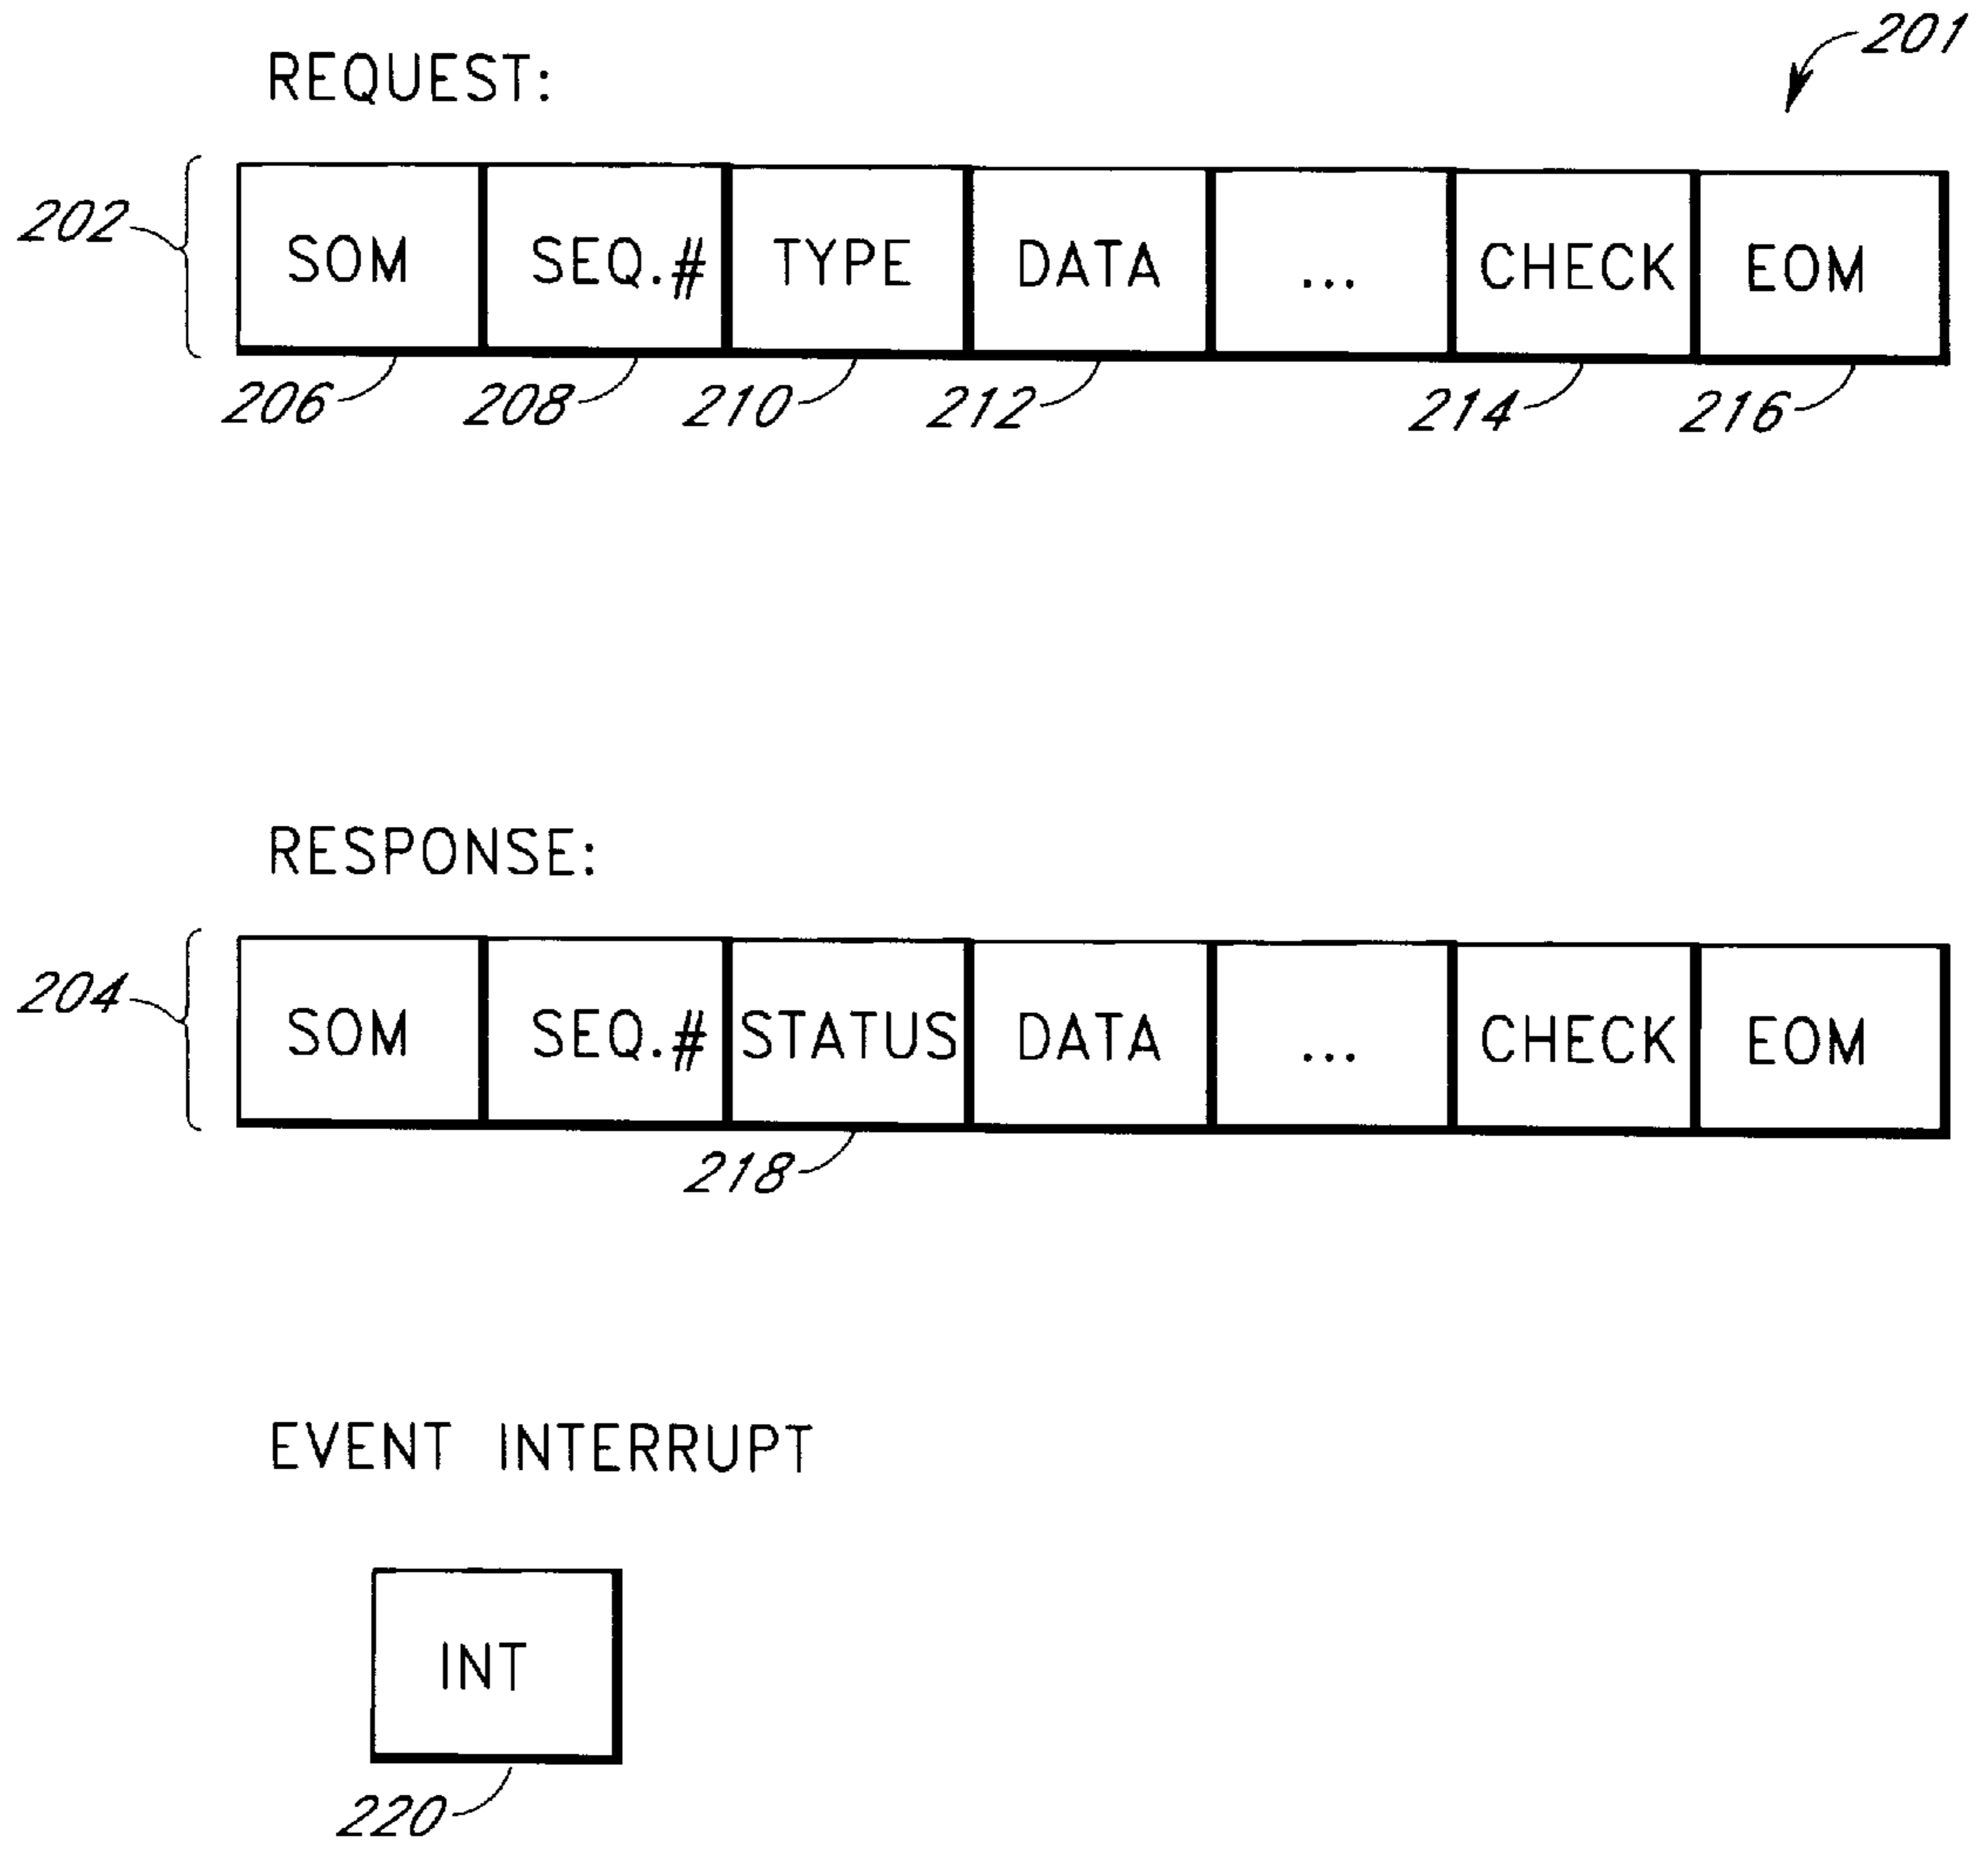 201
REQUEST:
202
SOM SEQ.# TYPE DATA ... CHECK EOM
206 208 210 212 214 216
RESPONSE:
204
SOM SEQ.# STATUS DATA ... CHECK EOM
218
EVENT INTERRUPT
INT
220